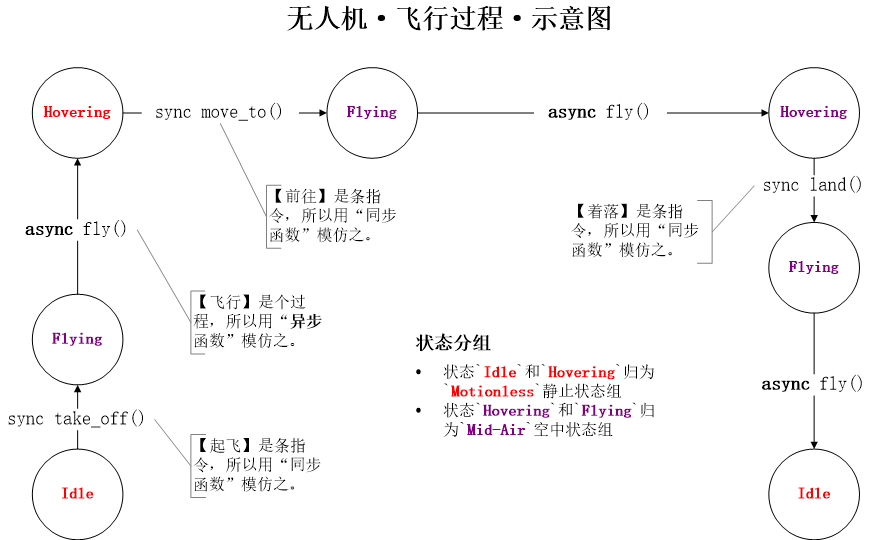 无人机·飞行过程·示意图
Hovering
sync move_to()
Flying
async fly()
Hovering
【前往】是条指
令，所以用“同步
函数”模仿之。
sync land()
【着落】是条指
令，所以用“同步
函数”模仿之。
async fly()
Flying
【飞行】是个过
程，所以用“异步
函数”模仿之。
Flying
状态分组
• 状态`Idle`和`Hovering`归为
`Motionless`静止状态组
• 状态`Hovering`和`Flying`归
为`Mid-Air`空中状态组
async fly()
sync take_off()
【起飞】是条指
令，所以用“同步
函数”模仿之。
Idle
Idle